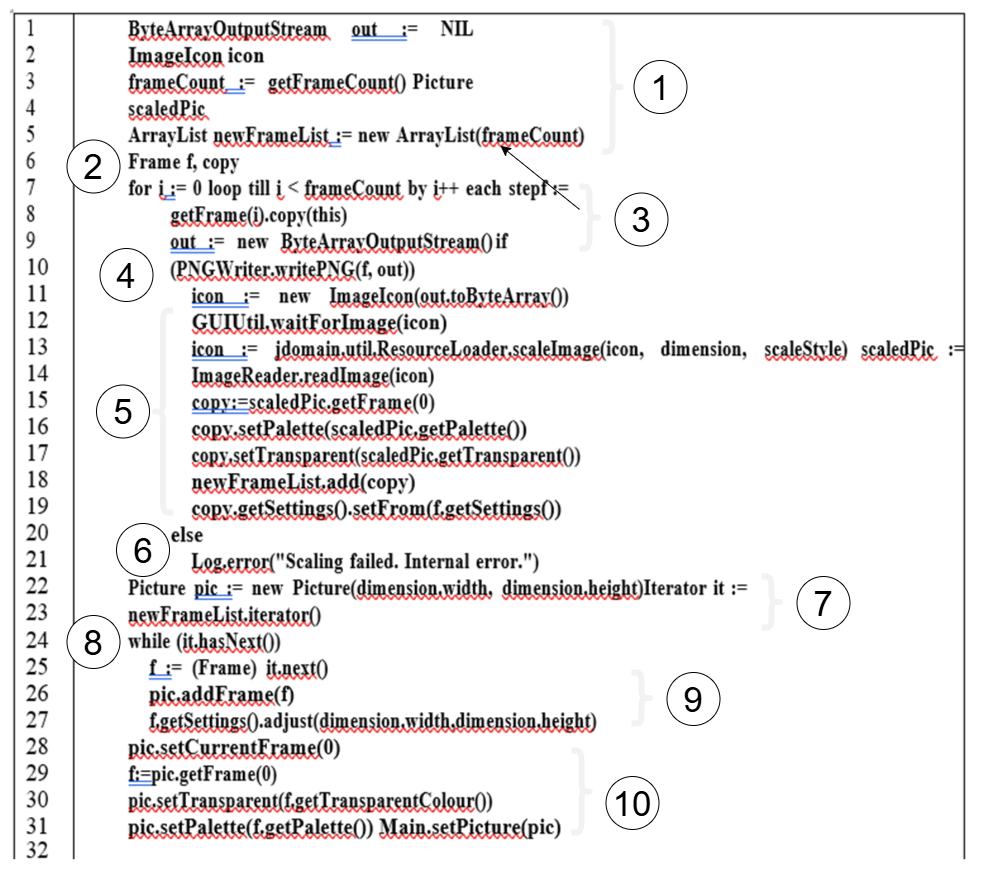 1 ByteArrayOutputStream out := NIL
2 ImageIcon icon
3 frameCount := getFrameCount() Picture
4 scaledPic
5 ArrayList newFrameList := new ArrayList(frameCount)
1
6 Frame f, copy
2
7 for i := 0 loop till i < frameCount by i++ each stepf :=
8 getFrame(i).copy(this)
3
9 out := new ByteArrayOutputStream() if
10 (PNGWriter.writePNG(f, out))
4
11 icon := new ImageIcon(out.toByteArray())
12 GUIUtil.waitForImage(icon)
13 icon := jdomain.util.ResourceLoader.scaleImage(icon, dimension, scaleStyle) scaledPic :=
14 ImageReader.readImage(icon)
15 copy:=scaledPic.getFrame(0)
5
16 copy.setPalette(scaledPic.getPalette())
17 copy.setTransparent(scaledPic.getTransparent())
18 newFrameList.add(copy)
19 copy.getSettings().setFrom(f.getSettings())
20 else
6
21 Log.error("Scaling failed. Internal error.")
22 Picture pic := new Picture(dimension.width, dimension.height)Iterator it :=
7
23 newFrameList.iterator()
24 while (it.hasNext())
8
25 f := (Frame) it.next()
26 pic.addFrame(f)
9
27 f.getSettings().adjust(dimension.width,dimension.height)
28 pic.setCurrentFrame(0)
29 f:=pic.getFrame(0)
30 pic.setTransparent(f.getTransparentColour())
10
31 pic.setPalette(f.getPalette()) Main.setPicture(pic)
32